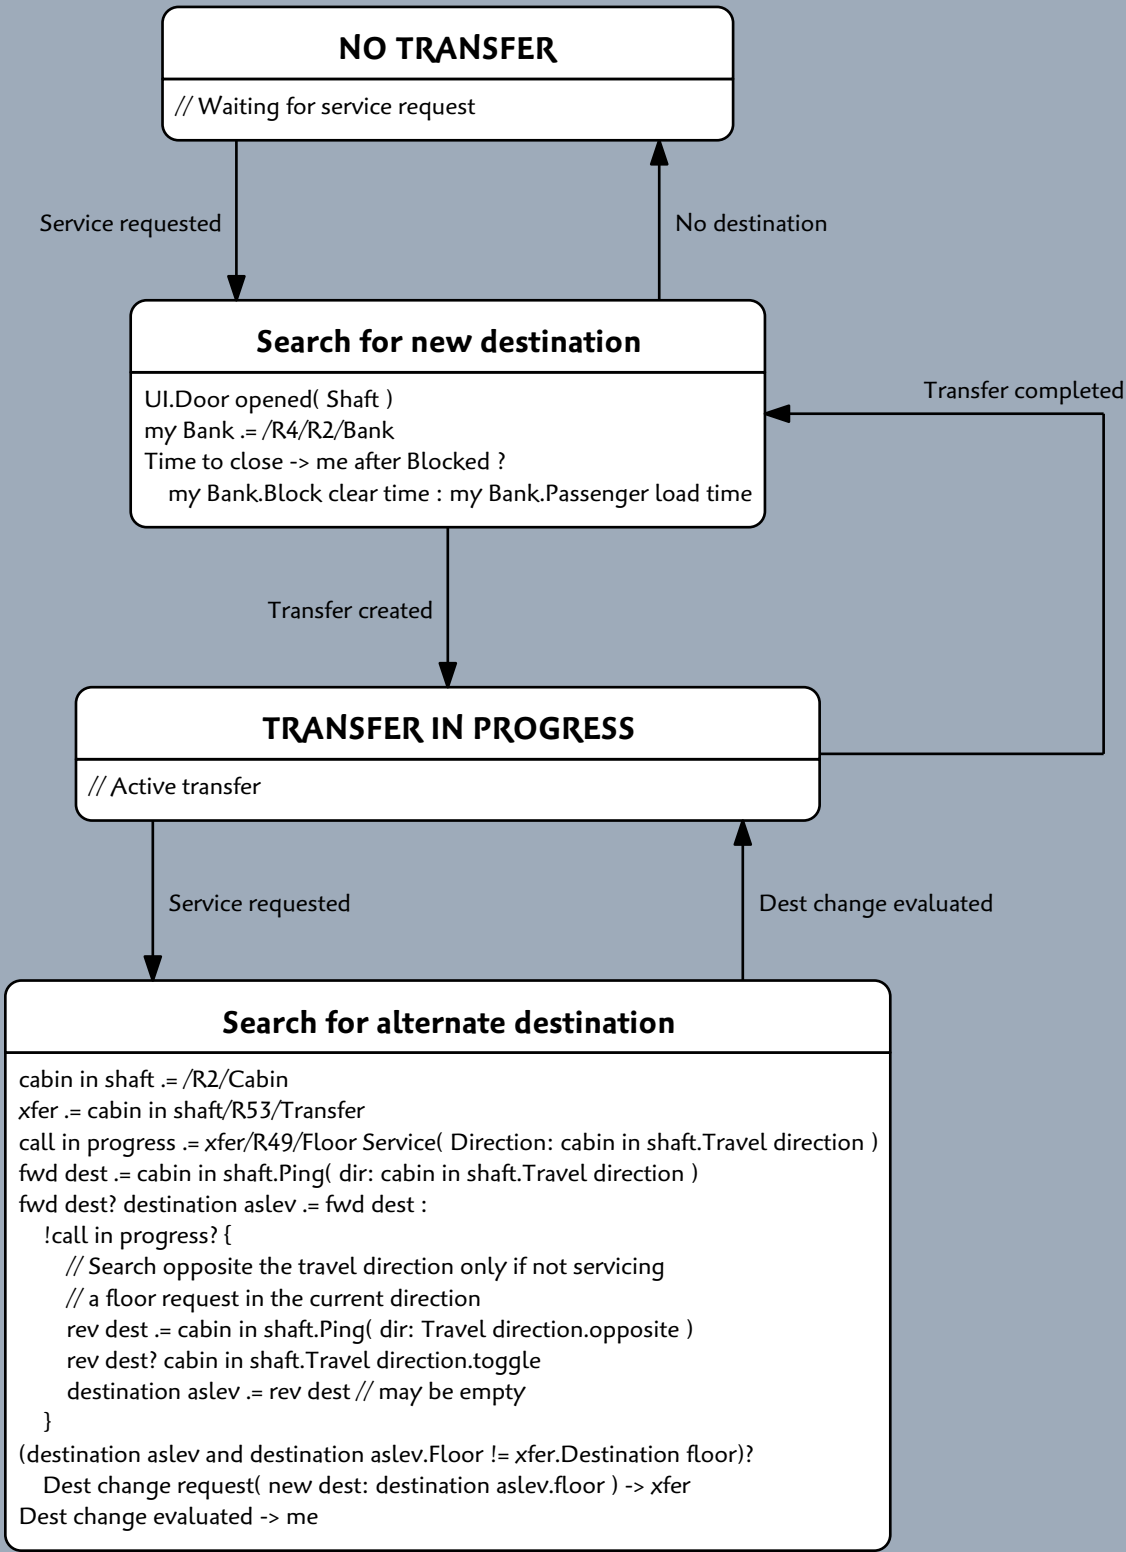 NO TRANSFER
// Waiting for service request
Service requested
No destination
Search for new destination
UI.Door opened( Shaft )
my Bank .= /R4/R2/Bank
Time to close -> me after Blocked ?
my Bank.Block clear time : my Bank.Passenger load time
Transfer completed
Transfer created
TRANSFER IN PROGRESS
// Active transfer
Service requested
Dest change evaluated
Search for alternate destination
cabin in shaft .= /R2/Cabin
xfer .= cabin in shaft/R53/Transfer
call in progress .= xfer/R49/Floor Service( Direction: cabin in shaft.Travel direction )
fwd dest .= cabin in shaft.Ping( dir: cabin in shaft.Travel direction )
fwd dest? destination aslev .= fwd dest :
!call in progress? {
// Search opposite the travel direction only if not servicing
// a floor request in the current direction
rev dest .= cabin in shaft.Ping( dir: Travel direction.opposite )
rev dest? cabin in shaft.Travel direction.toggle
destination aslev .= rev dest // may be empty
}
(destination aslev and destination aslev.Floor != xfer.Destination floor)?
Dest change request( new dest: destination aslev.floor ) -> xfer
Dest change evaluated -> me